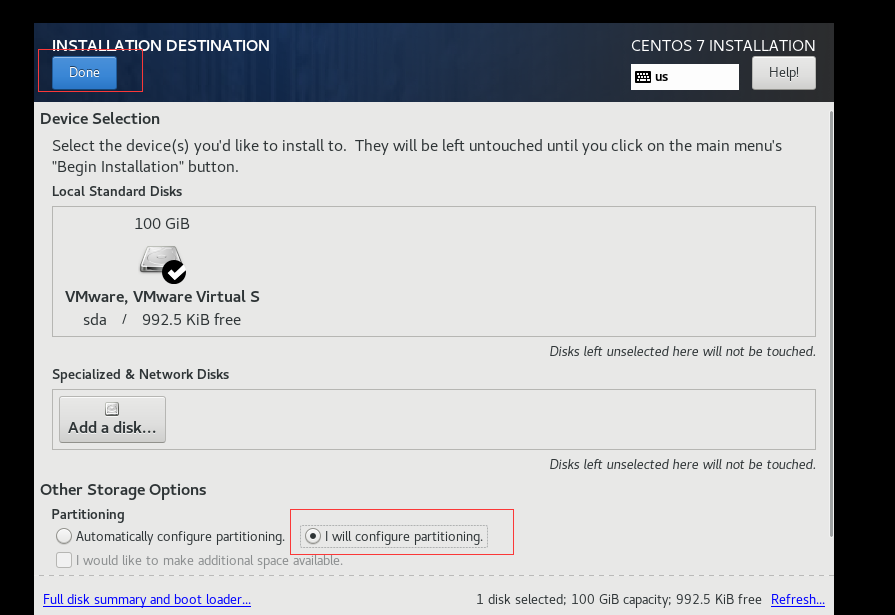 INSTALLATION DESTINATION
CENTOS 7 INSTALLATION
Done
us
Help!
Device Selection
Select the device(s) you'd like to install to.  They will be left untouched until you click on the main menu's
"Begin Installation" button.
Local Standard Disks
100 GiB
VMware, VMware Virtual S
sda / 992.5 KiB free
Disks left unselected here will not be touched.
Specialized & Network Disks
Add a disk...
Disks left unselected here will not be touched.
Other Storage Options
Partitioning
Automatically configure partitioning. I will configure partitioning.
I would like to make additional space available.
Full disk summary and boot loader... 1 disk selected; 100 GiB capacity; 992.5 KiB free Refresh...